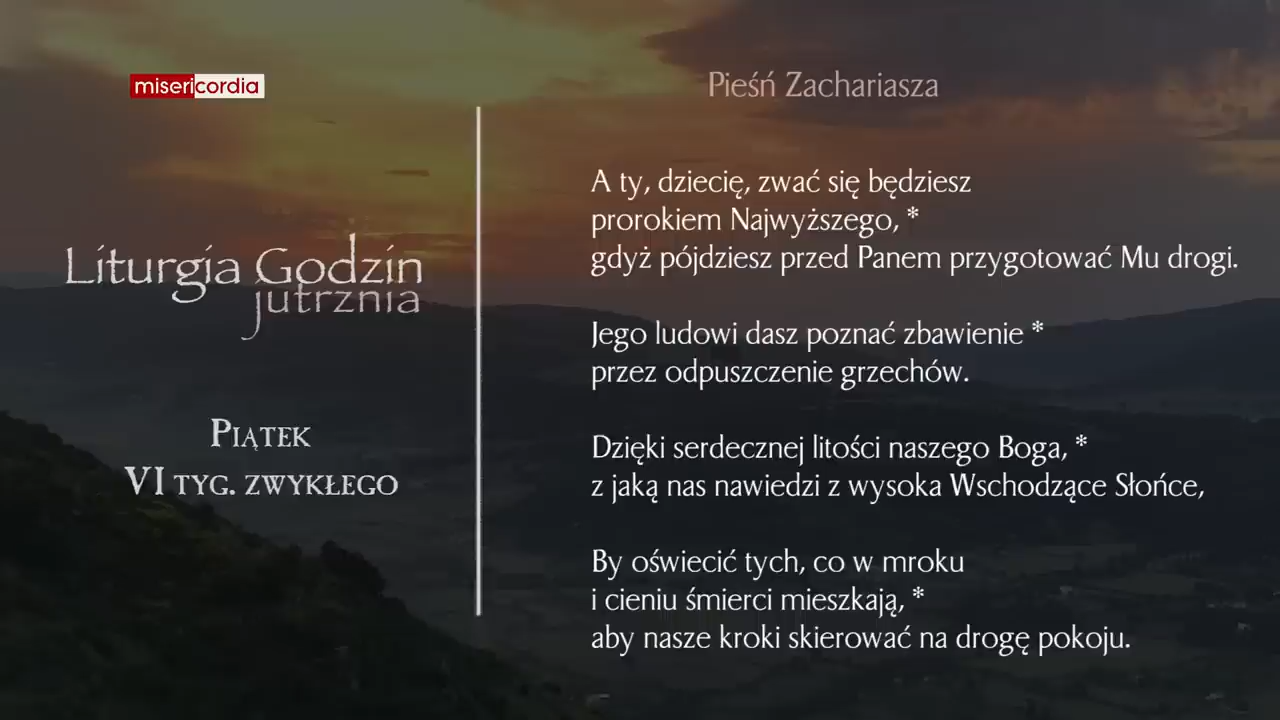 misericordia
Liturgia Godzin
jutrznia
Piątek
VI tyg. zwykłego
Pieśń Zachariasza
A ty, dziecię, zwać się będziesz
prorokiem Najwyższego, *
gdyż pójdziesz przed Panem przygotować Mu drogi.
Jego ludowi dasz poznać zbawienie *
przez odpuszczenie grzechów.
Dzięki serdecznej litości naszego Boga, *
z jaką nas nawiedzi z wysoka Wschodzące Słońce,
By oświecić tych, co w mroku
i cieniu śmierci mieszkają, *
aby nasze kroki skierować na drogę pokoju.